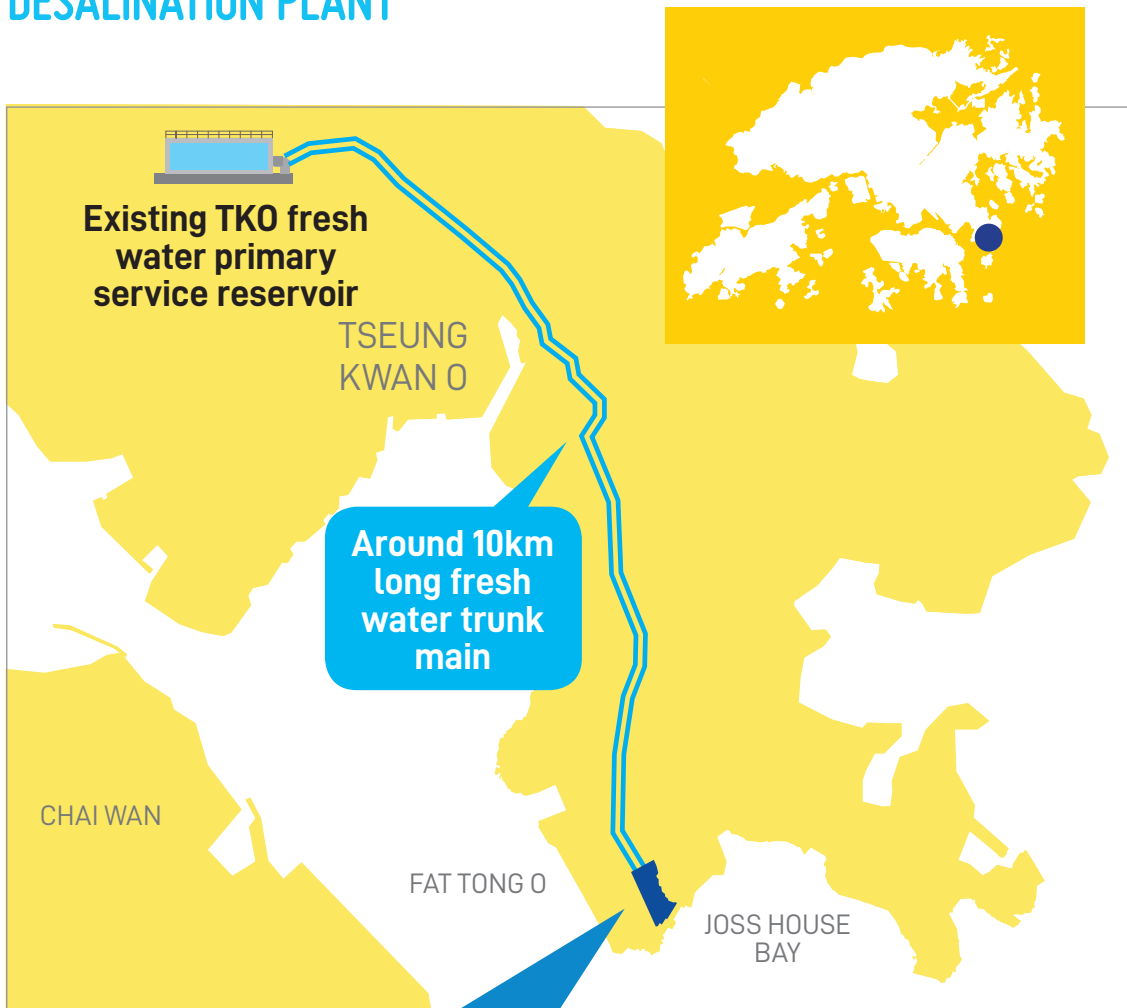 DESALINATION PLANT
Existing TKO fresh
water primary
service reservoir
TSEUNG
KWAN O
Around 10km
long fresh
water trunk
main
CHAI WAN
FAT TONG O
JOSS HOUSE
BAY